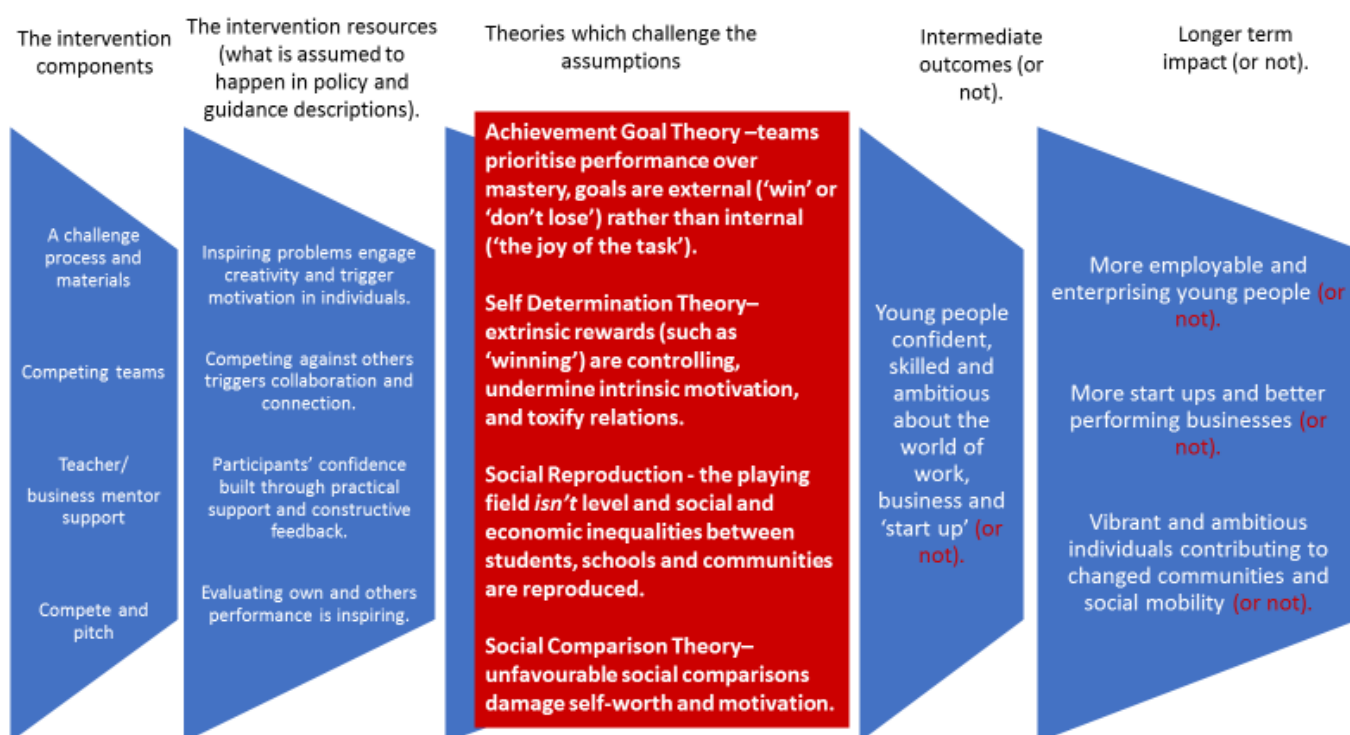 The intervention
components
The intervention resources
(what is assumed to
happen in policy and
guidance descriptions).
Theories which challenge the
assumptions
Intermediate
outcomes (or
not).
Longer term
impact (or not).
A challenge
process and
materials
Competing teams
Teacher/
business mentor
support
Compete and
pitch
Inspiring problems engage
creativity and trigger
motivation in individuals.
Competing against others
triggers collaboration and
connection.
Participants’ confidence
built through practical
support and constructive
feedback.
Evaluating own and others
performance is inspiring.
Achievement Goal Theory –teams
prioritise performance over
mastery, goals are external (‘win’ or
‘don’t lose’) rather than internal
(‘the joy of the task’).
Self Determination Theory–
extrinsic rewards (such as
‘winning’) are controlling,
undermine intrinsic motivation,
and toxify relations.
Social Reproduction - the playing
field isn’t level and social and
economic inequalities between
students, schools and communities
are reproduced.
Social Comparison Theory–
unfavourable social comparisons
damage self-worth and motivation.
Young people
confident,
skilled and
ambitious
about the
world of
work,
business and
‘start up’ (or
not).
More employable and
enterprising young people (or
not).
More start ups and better
performing businesses (or
not).
Vibrant and ambitious
individuals contributing to
changed communities and
social mobility (or not).